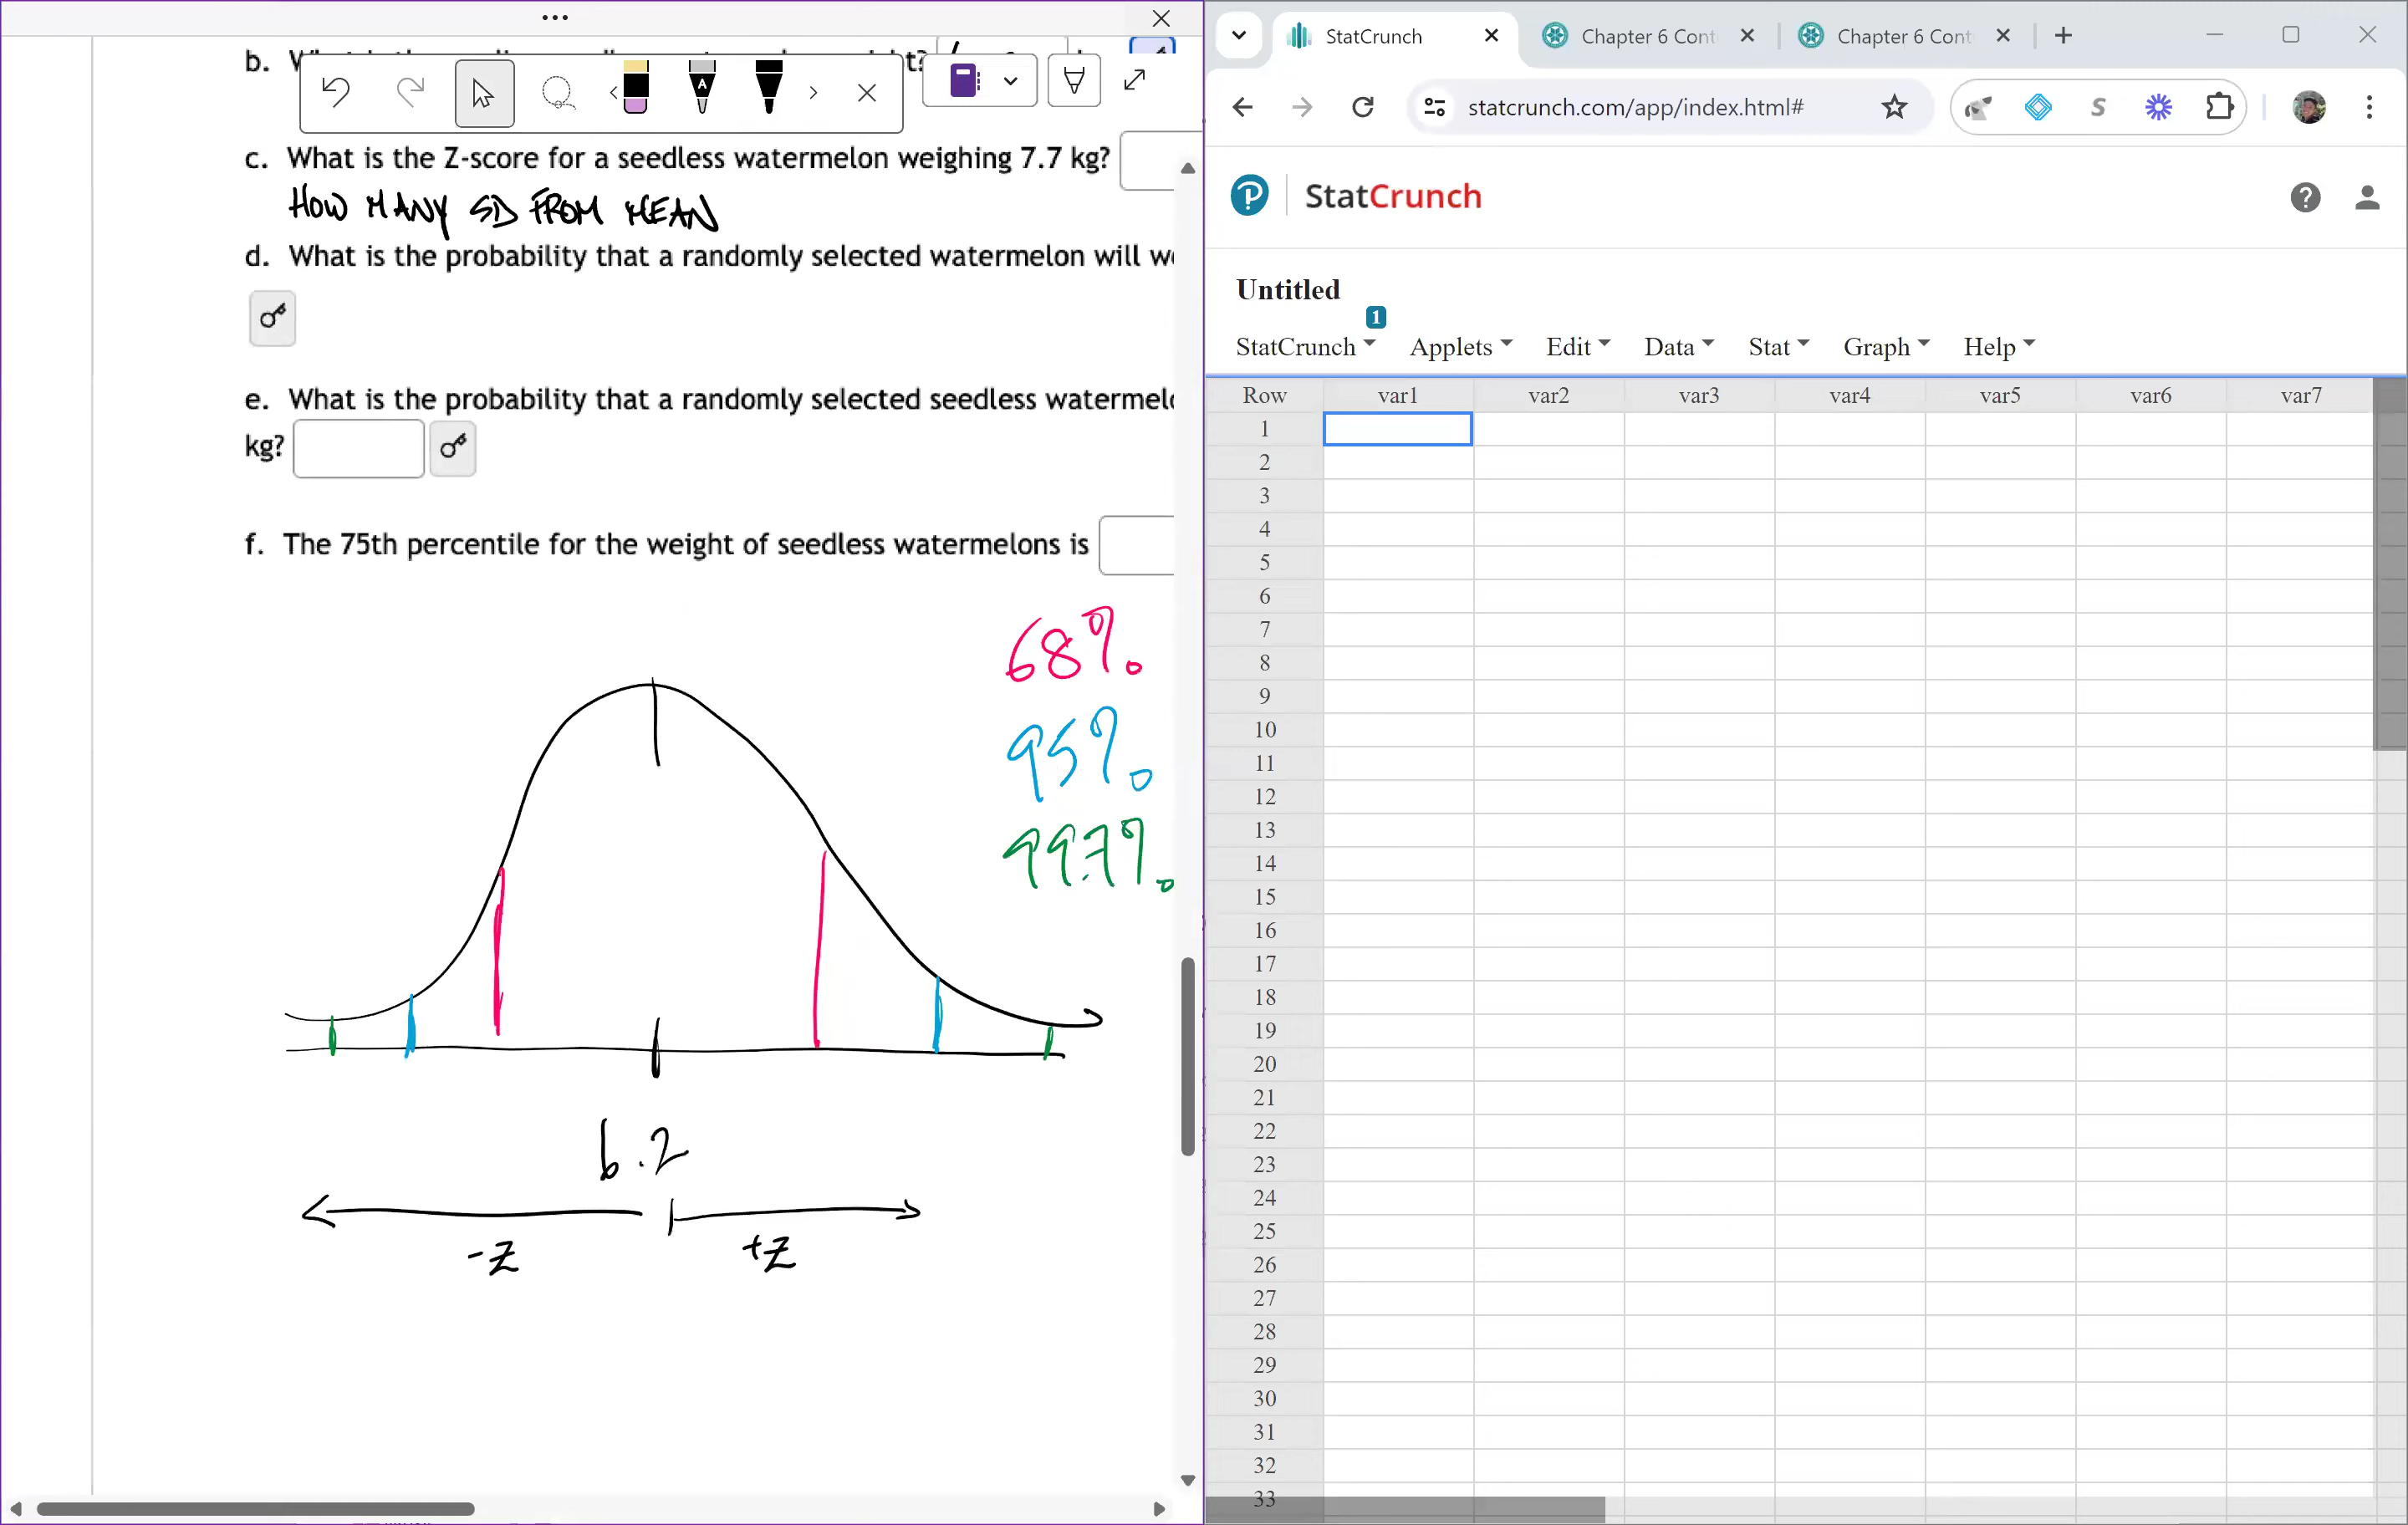 b.
t?
c. What is the Z-score for a seedless watermelon weighing 7.7 kg?
HOW MANY SD FROM MEAN
d. What is the probability that a randomly selected watermelon will
e. What is the probability that a randomly selected seedless
kg?
f. The 75th percentile for the weight of seedless watermelons is
68%
95%
99.7%
6.2
-Z
+Z
StatCrunch
Chapter 6 Cont
Chapter 6 Cont
statcrunch.com/app/index.html#
StatCrunch
Untitled
1
StatCrunch Applets Edit Data Stat Graph Help
Row var1 var2 var3 var4 var5 var6 var7
1
2
3
4
5
6
7
8
9
10
11
12
13
14
15
16
17
18
19
20
21
22
23
24
25
26
27
28
29
30
31
32
33